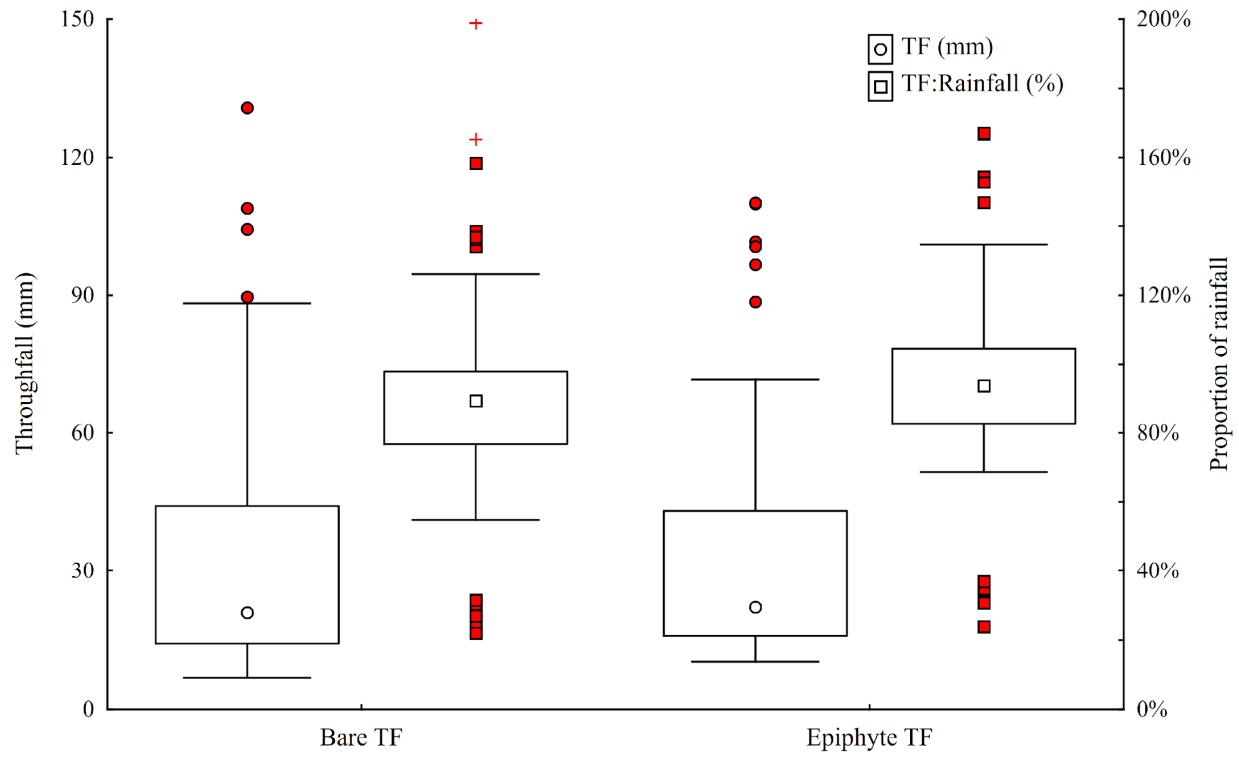 150
120
90
60
30
0
Throughfall (mm)
TF (mm)
TF:Rainfall (%)
200%
160%
120%
80%
40%
0%
Proportion of rainfall
Bare TF
Epiphyte TF